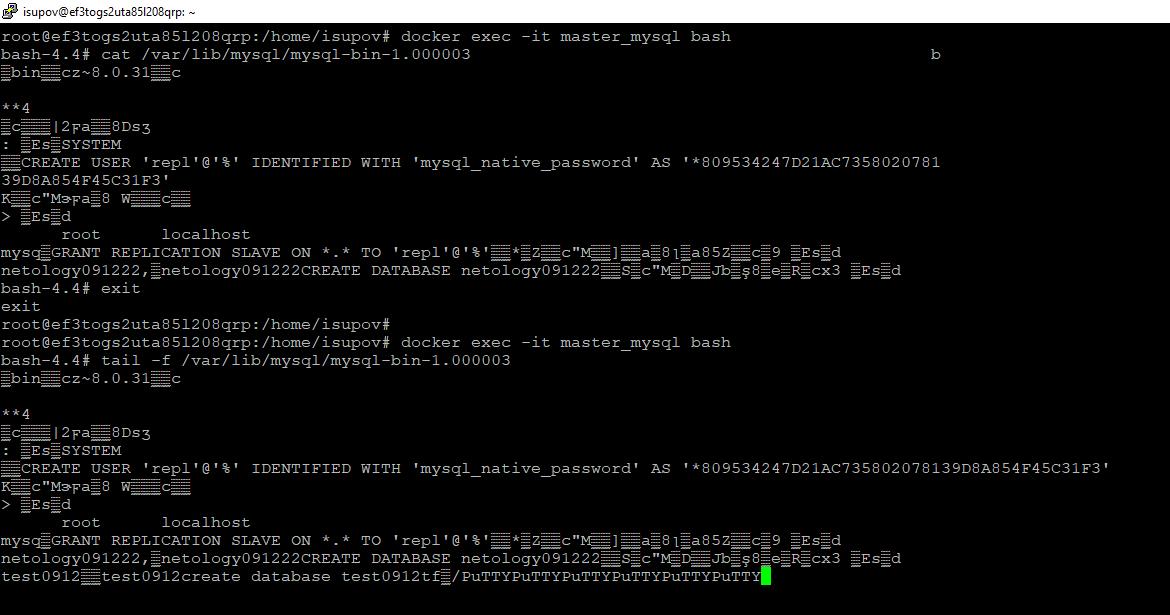 isupov@ef3togs2uta85l208qrp: ~
root@ef3togs2uta85l208qrp:/home/isupov# docker exec -it master_mysql bash
bash-4.4# cat /var/lib/mysql/mysql-bin-1.000003 b
▒bin▒▒cz~8.0.31▒▒c
**4
▒c▒▒▒|2ϝa▒▒8Dsʒ
: ▒Es▒SYSTEM
▒▒CREATE USER 'repl'@'%' IDENTIFIED WITH 'mysql_native_password' AS '*809534247D21AC7358020781
39D8A854F45C31F3'
K▒▒c"M϶ϝa▒8 W▒▒▒c▒▒
> ▒Es▒d
root localhost
mysq▒GRANT REPLICATION SLAVE ON *.* TO 'repl'@'%'▒▒*▒Z▒▒c"M▒▒]▒▒a▒8ʅ▒a85Z▒▒c▒9 ▒Es▒d
netology091222,▒netology091222CREATE DATABASE netology091222▒▒S▒c"M▒D▒▒Jb▒ş8▒e▒R▒cx3 ▒Es▒d
bash-4.4# exit
exit
root@ef3togs2uta85l208qrp:/home/isupov#
root@ef3togs2uta85l208qrp:/home/isupov# docker exec -it master_mysql bash
bash-4.4# tail -f /var/lib/mysql/mysql-bin-1.000003
▒bin▒▒cz~8.0.31▒▒c
**4
▒c▒▒▒|2ϝa▒▒8Dsʒ
: ▒Es▒SYSTEM
▒▒CREATE USER 'repl'@'%' IDENTIFIED WITH 'mysql_native_password' AS '*809534247D21AC735802078139D8A854F45C31F3'
K▒▒c"M϶ϝa▒8 W▒▒▒c▒▒
> ▒Es▒d
root localhost
mysq▒GRANT REPLICATION SLAVE ON *.* TO 'repl'@'%'▒▒*▒Z▒▒c"M▒▒]▒▒a▒8ʅ▒a85Z▒▒c▒9 ▒Es▒d
netology091222,▒netology091222CREATE DATABASE netology091222▒▒S▒c"M▒D▒▒Jb▒ş8▒e▒R▒cx3 ▒Es▒d
test0912▒▒test0912create database test0912tf▒/PuTTYPuTTYPuTTYPuTTYPuTTYPuTTY